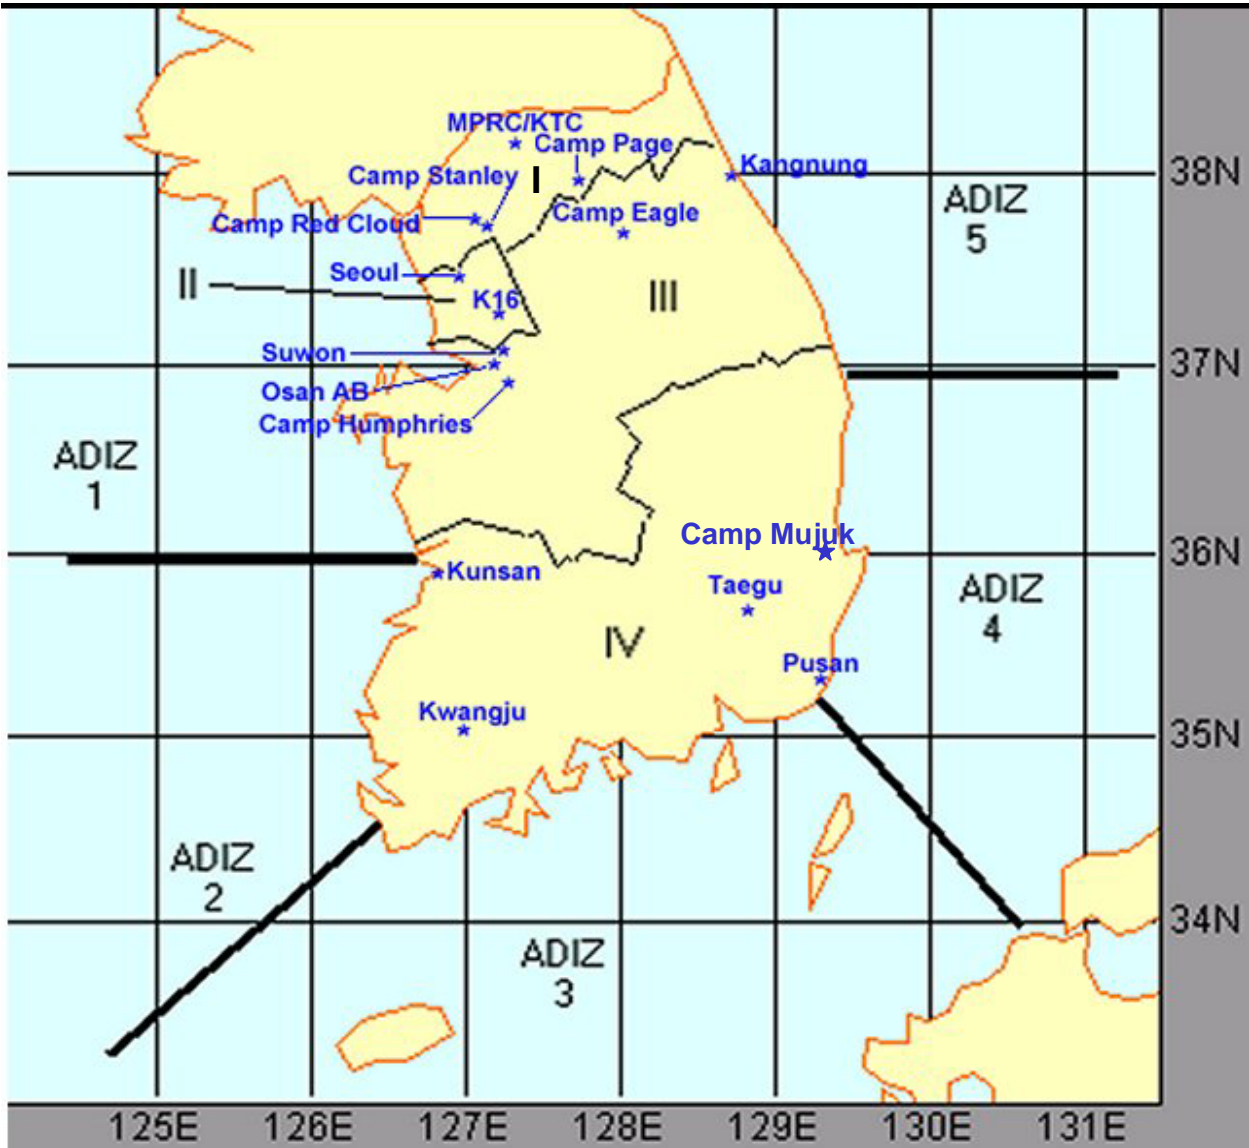 MPRC/KTC
Camp Page
Kangnung
38N
Camp Stanley
I
ADIZ
5
Camp Red Cloud
Camp Eagle
Seoul
II
K16
III
Suwon
37N
Osan AB
Camp Humphries
ADIZ
1
Camp Mujuk
36N
Kunsan
Taegu
ADIZ
4
IV
Pusan
Kwangju
35N
ADIZ
2
34N
ADIZ
3
125E 126E 127E 128E 129E 130E 131E